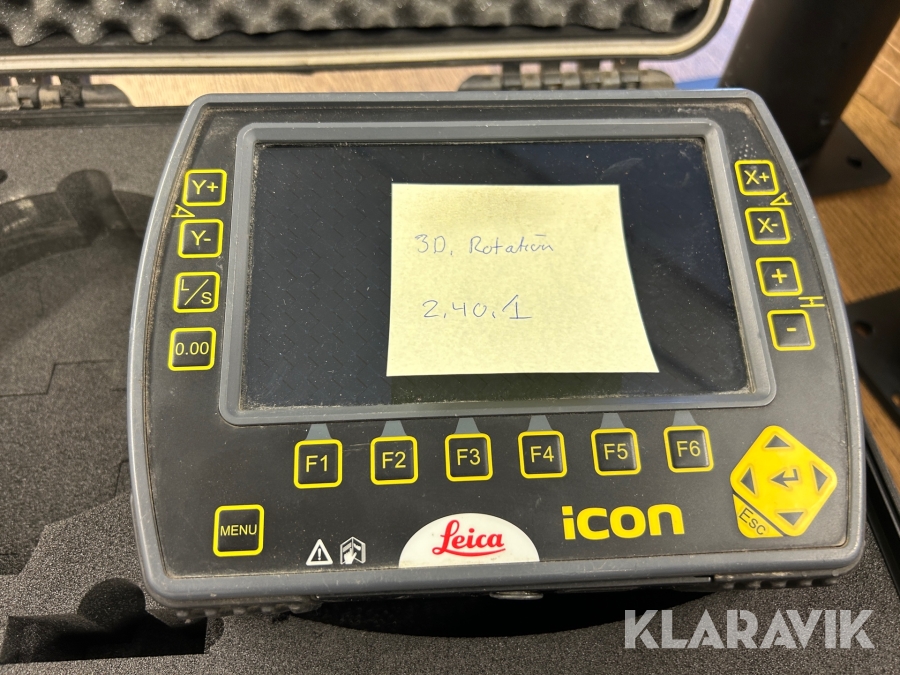 Y+
Y-
L/S
0.00
A
X+
X-
A
+
-
H
3D, Rotation
2,40,1
F1
F2
F3
F4
F5
F6
MENU
Leica
iCON
Esc
KLARAVIK